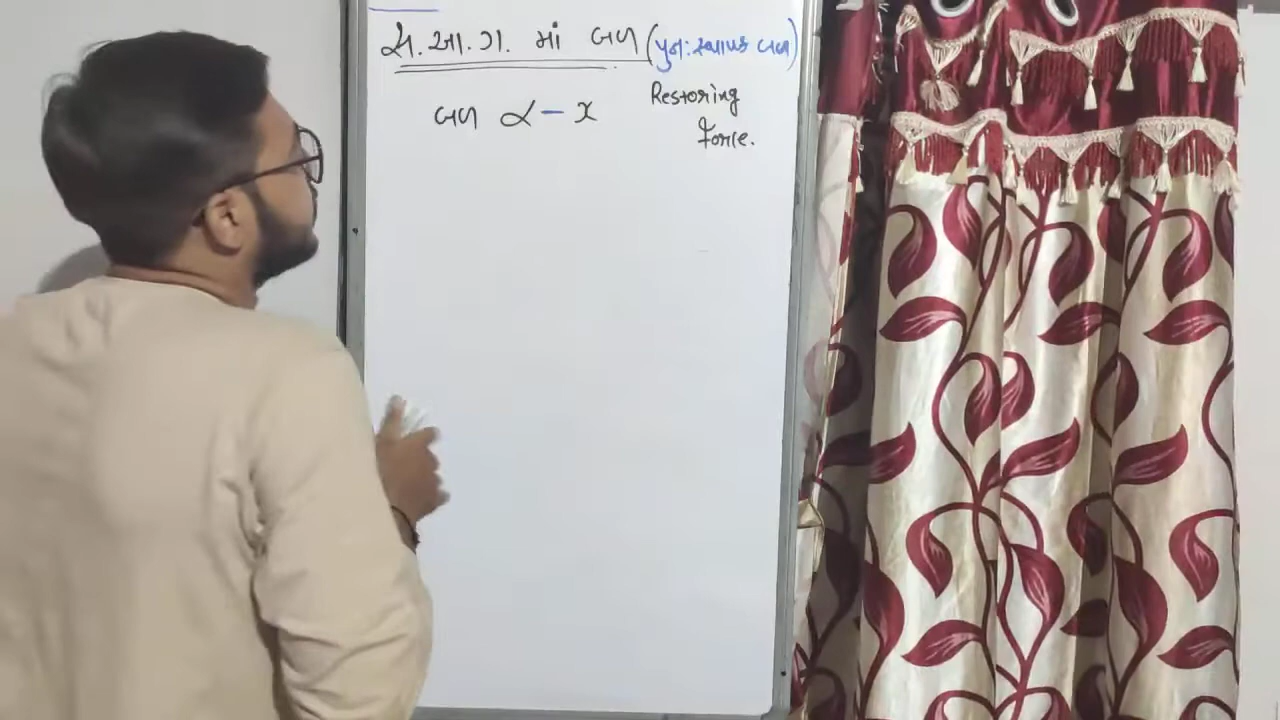 સ.આ.ગ. માં બળ (પુનઃસ્થાપક બળ)
Restoring
force.
બળ ∝ - x